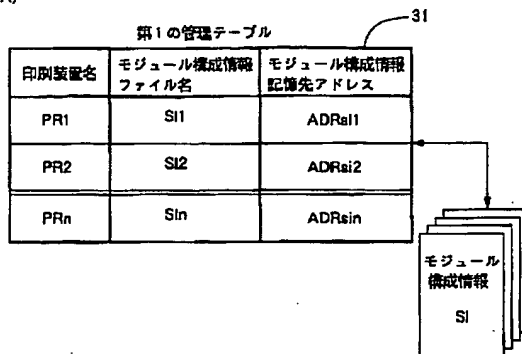 31
第1の管理テーブル
印刷装置名 モジュール構成情報ファイル名 モジュール構成情報記憶先アドレス
PR1 SI1 ADRsi1
PR2 SI2 ADRsi2
PRn SIn ADRsin
モジュール
構成情報
SI